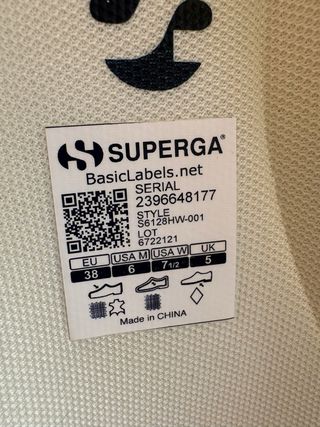 SUPERGA®
BasicLabels.net
SERIAL
2396648177
STYLE
S6128HW-001
LOT
6722121
EU USA M USA W UK
38 6 7 1/2 5
Made in CHINA